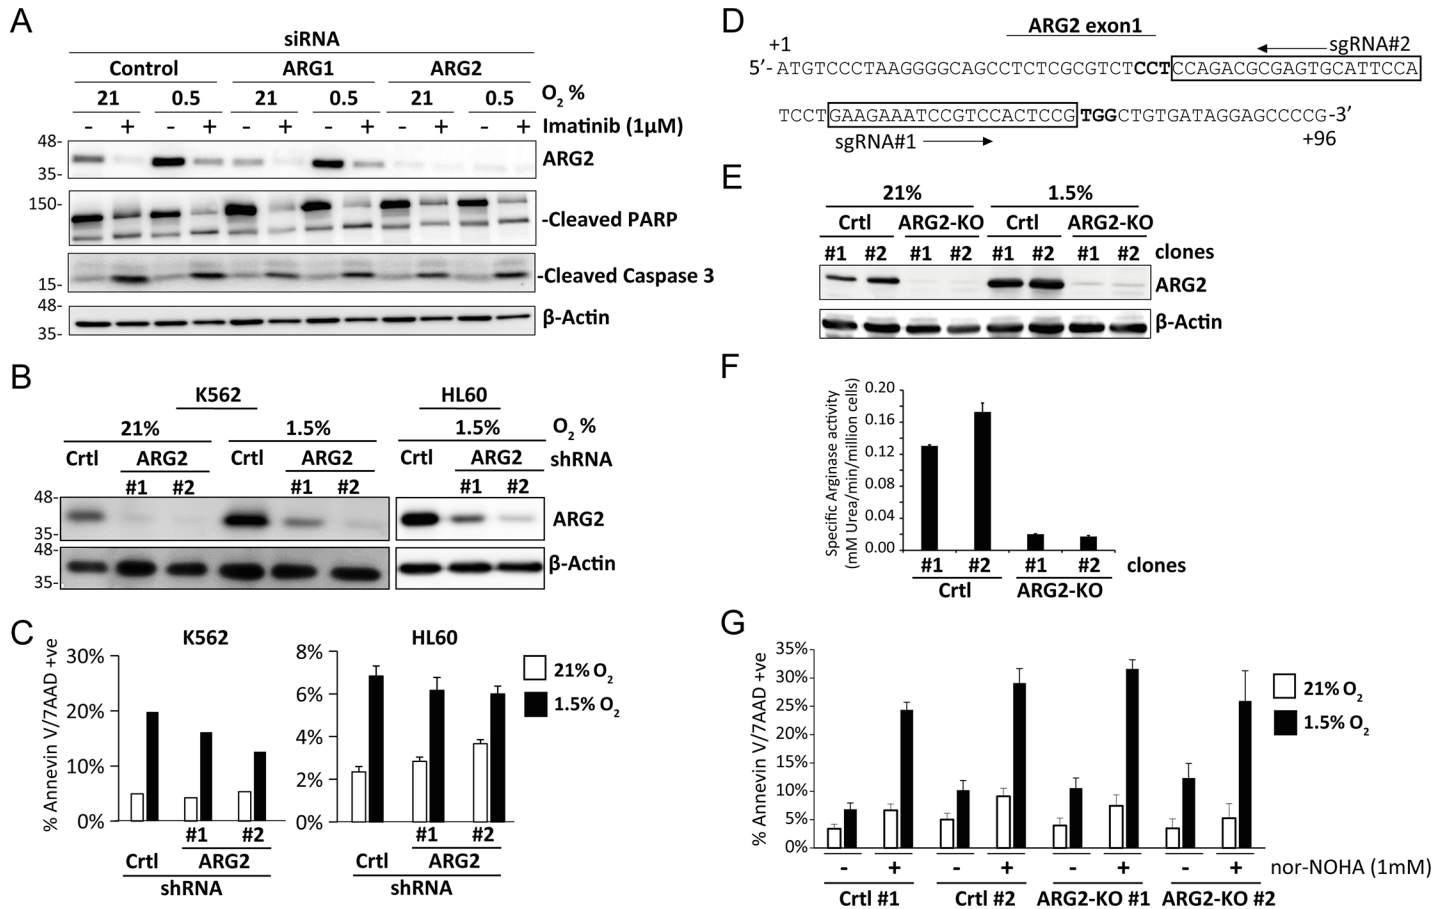 A
siRNA
Control ARG1 ARG2
21 0.5 21 0.5 21 0.5 O2 %
- + - + - + - + - + - + Imatinib (1µM)
48-
ARG2
35-
150-
-Cleaved PARP
-Cleaved Caspase 3
15-
48-
β-Actin
35-
B
K562 HL60
21% 1.5% 1.5% O2 %
Crtl ARG2 Crtl ARG2 Crtl ARG2 shRNA
#1 #2 #1 #2 #1 #2
48-
ARG2
35-
48-
β-Actin
35-
C
K562
% Annexin V/7AAD +ve
30%
20%
10%
0%
#1 #2
Crtl ARG2
shRNA
HL60
8%
6%
4%
2%
0%
#1 #2
Crtl ARG2
shRNA
21% O2
1.5% O2
D
ARG2 exon1
+1
sgRNA#2
5’-ATGTCCCTAAGGGGCAGCCTCTCGCGTCTCCTCCAGACGCGAGTGCATTCCA
TCCTGAAGAAATCCGTCCACTCCGTGGCTGTGATAGGAGCCCCG-3’
sgRNA#1
+96
E
21% 1.5%
Crtl ARG2-KO Crtl ARG2-KO
#1 #2 #1 #2 #1 #2 #1 #2 clones
ARG2
β-Actin
F
Specific Arginase activity
(mM Urea/min/million cells)
0.20
0.16
0.12
0.08
0.04
0.00
#1 #2 #1 #2 clones
Crtl ARG2-KO
G
% Annevin V/7AAD +ve
35%
30%
25%
20%
15%
10%
5%
0%
21% O2
1.5% O2
- + - + - + - + nor-NOHA (1mM)
Crtl #1 Crtl #2 ARG2-KO #1 ARG2-KO #2